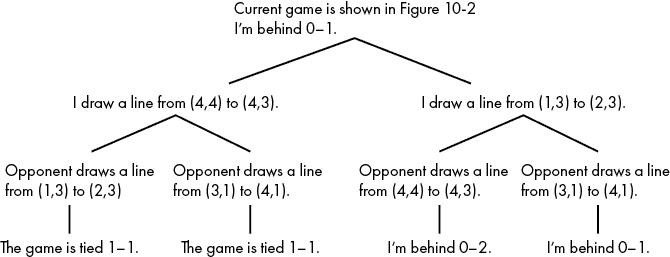 Current game is shown in Figure 10-2
I'm behind 0–1.
I draw a line from (4,4) to (4,3).
I draw a line from (1,3) to (2,3).
Opponent draws a line
from (1,3) to (2,3)
Opponent draws a line
from (3,1) to (4,1).
Opponent draws a line
from (4,4) to (4,3).
Opponent draws a line
from (3,1) to (4,1).
The game is tied 1–1.
The game is tied 1–1.
I'm behind 0–2.
I'm behind 0–1.